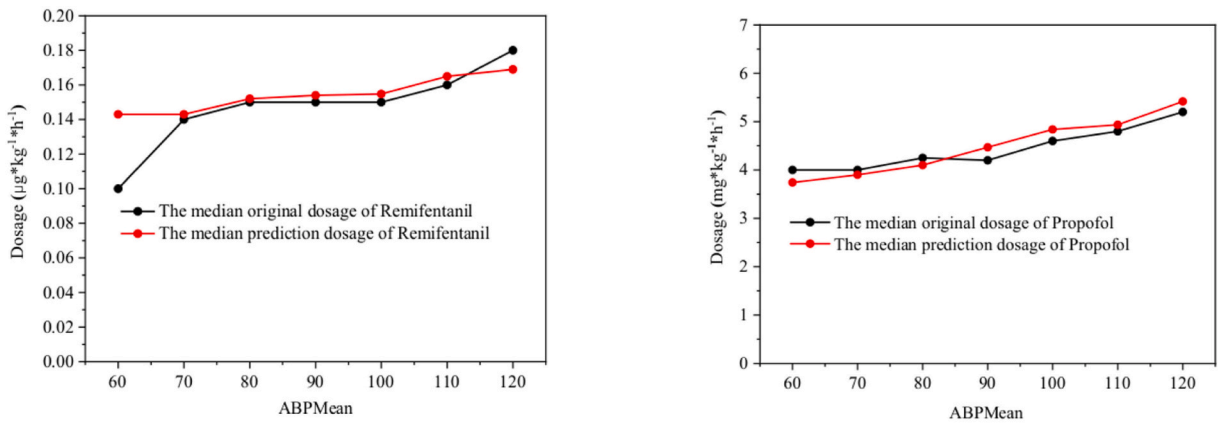 0.20
0.18
0.16
0.14
0.12
0.10
0.08
0.06
0.04
0.02
0.00
Dosage (μg*kg⁻¹*h⁻¹)
The median original dosage of Remifentanil
The median prediction dosage of Remifentanil
60 70 80 90 100 110 120
ABPMean
7
6
5
4
3
2
1
0
Dosage (mg*kg⁻¹*h⁻¹)
The median original dosage of Propofol
The median prediction dosage of Propofol
60 70 80 90 100 110 120
ABPMean